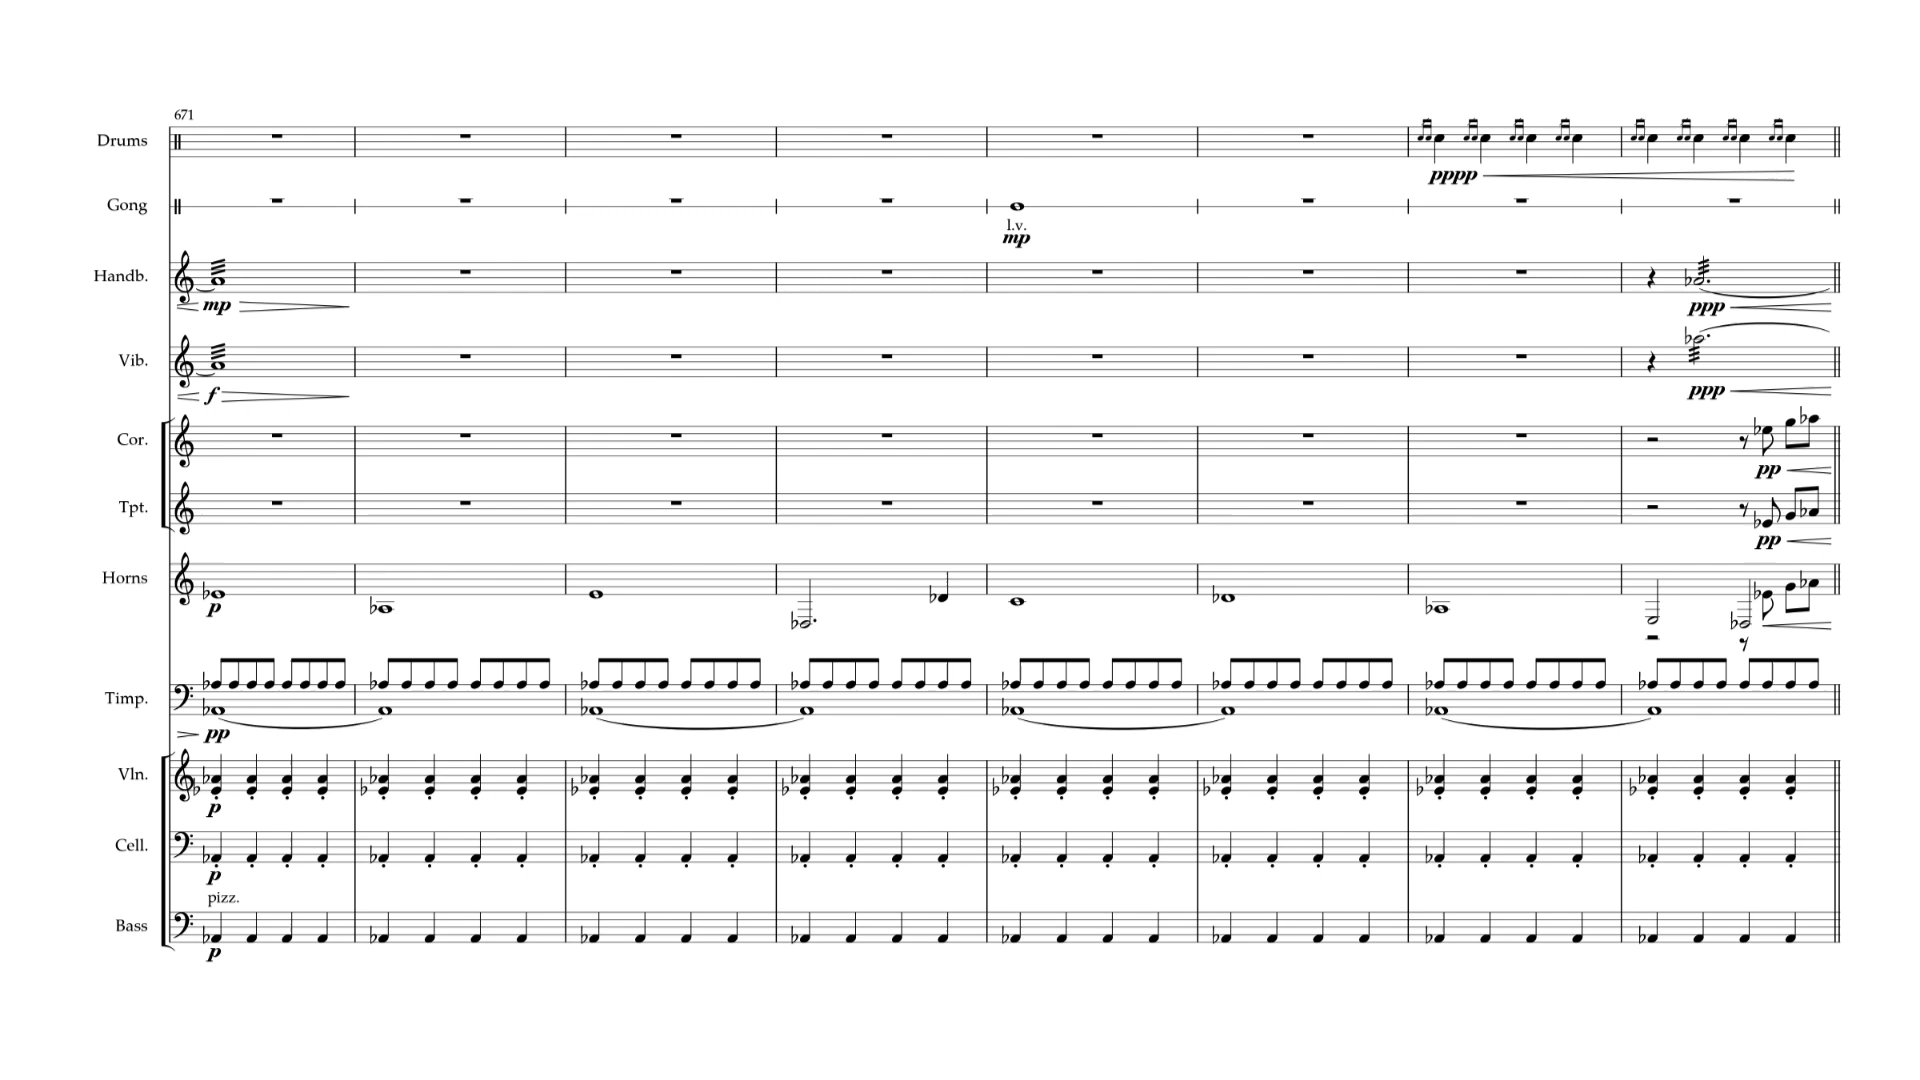 671
Drums
pppp
Gong
l.v.
mp
Handb.
mp
ppp
Vib.
f
ppp
Cor.
pp
Tpt.
pp
Horns
p
Timp.
pp
Vln.
p
Cell.
p
pizz.
Bass
p